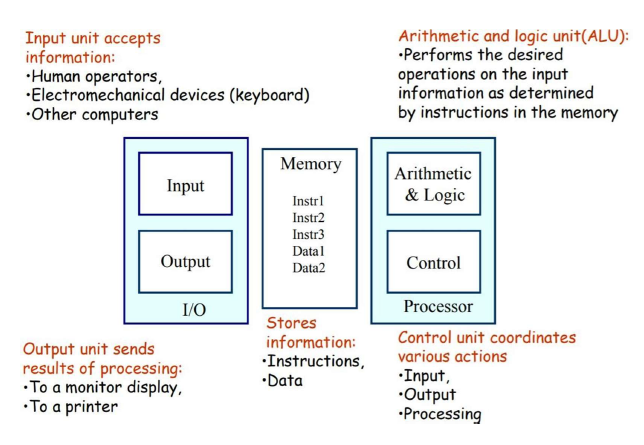 Input unit accepts
information:
•Human operators,
•Electromechanical devices (keyboard)
•Other computers
Arithmetic and logic unit(ALU):
•Performs the desired
operations on the input
information as determined
by instructions in the memory
Input
Output
I/O
Memory
Instr1
Instr2
Instr3
Data1
Data2
Arithmetic
& Logic
Control
Processor
Output unit sends
results of processing:
•To a monitor display,
•To a printer
Stores
information:
•Instructions,
•Data
Control unit coordinates
various actions
•Input,
•Output
•Processing